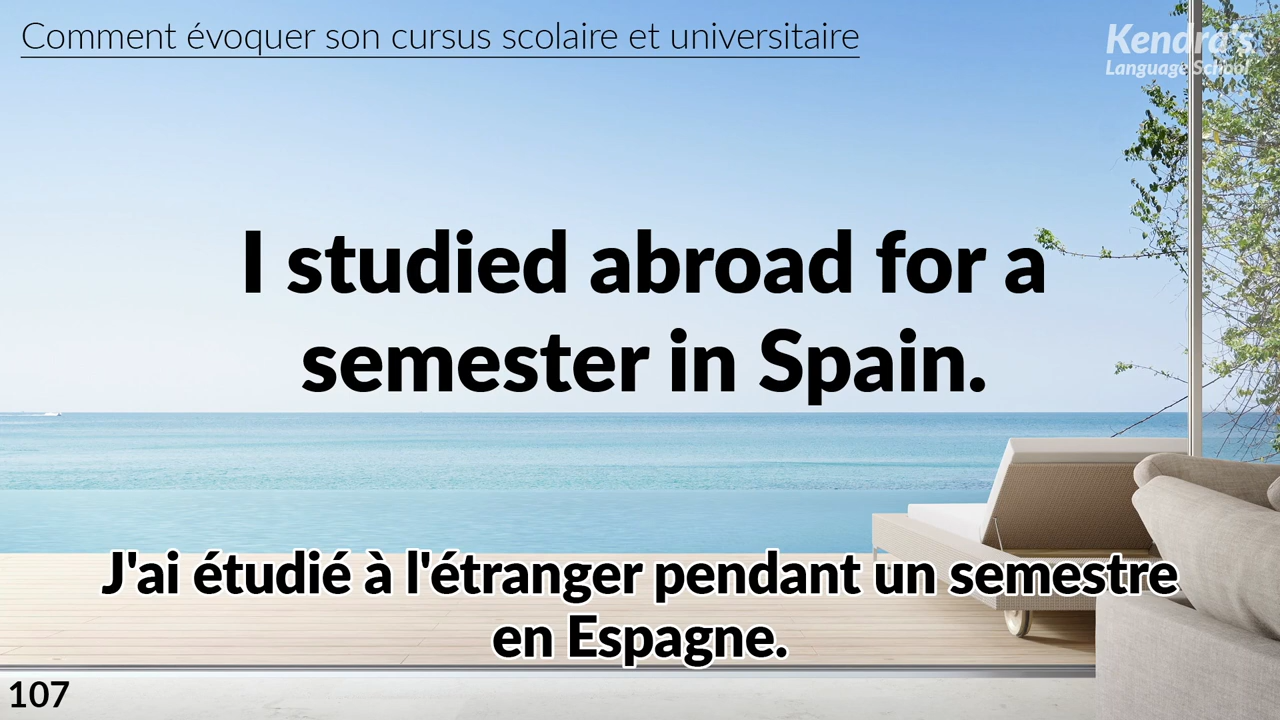 Comment évoquer son cursus scolaire et universitaire
Kendra's
Language School
I studied abroad for a
semester in Spain.
J'ai étudié à l'étranger pendant un semestre
en Espagne.
107